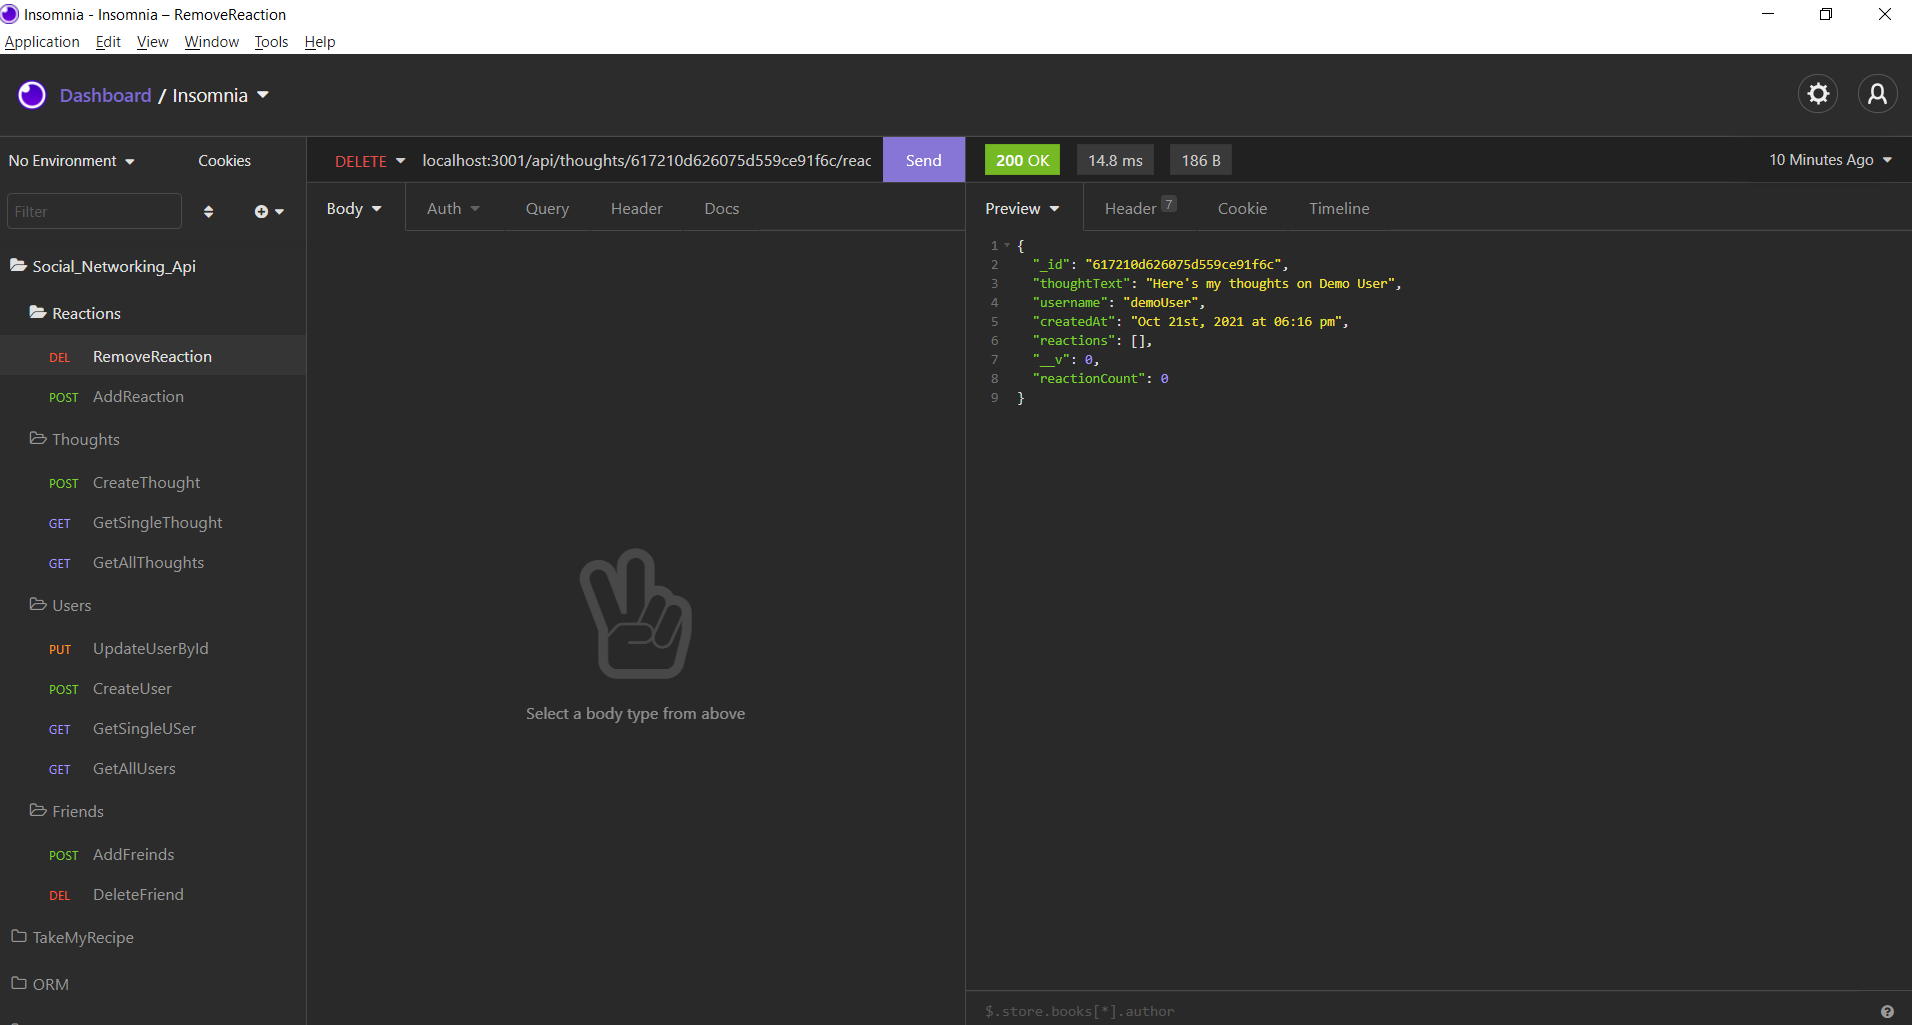 Insomnia - Insomnia – RemoveReaction
Application Edit View Window Tools Help
Dashboard / Insomnia
No Environment Cookies
DELETE localhost:3001/api/thoughts/617210d626075d559ce91f6c/reac Send
200 OK 14.8 ms 186 B 10 Minutes Ago
Filter
Body Auth Query Header Docs
Preview Header 7 Cookie Timeline
Social_Networking_Api
Reactions
DEL RemoveReaction
POST AddReaction
Thoughts
POST CreateThought
GET GetSingleThought
GET GetAllThoughts
Users
PUT UpdateUserById
POST CreateUser
GET GetSingleUSer
GET GetAllUsers
Friends
POST AddFreinds
DEL DeleteFriend
TakeMyRecipe
ORM
Select a body type from above
1 {
2 "_id": "617210d626075d559ce91f6c",
3 "thoughtText": "Here's my thoughts on Demo User",
4 "username": "demoUser",
5 "createdAt": "Oct 21st, 2021 at 06:16 pm",
6 "reactions": [],
7 "__v": 0,
8 "reactionCount": 0
9 }
$.store.books[*].author